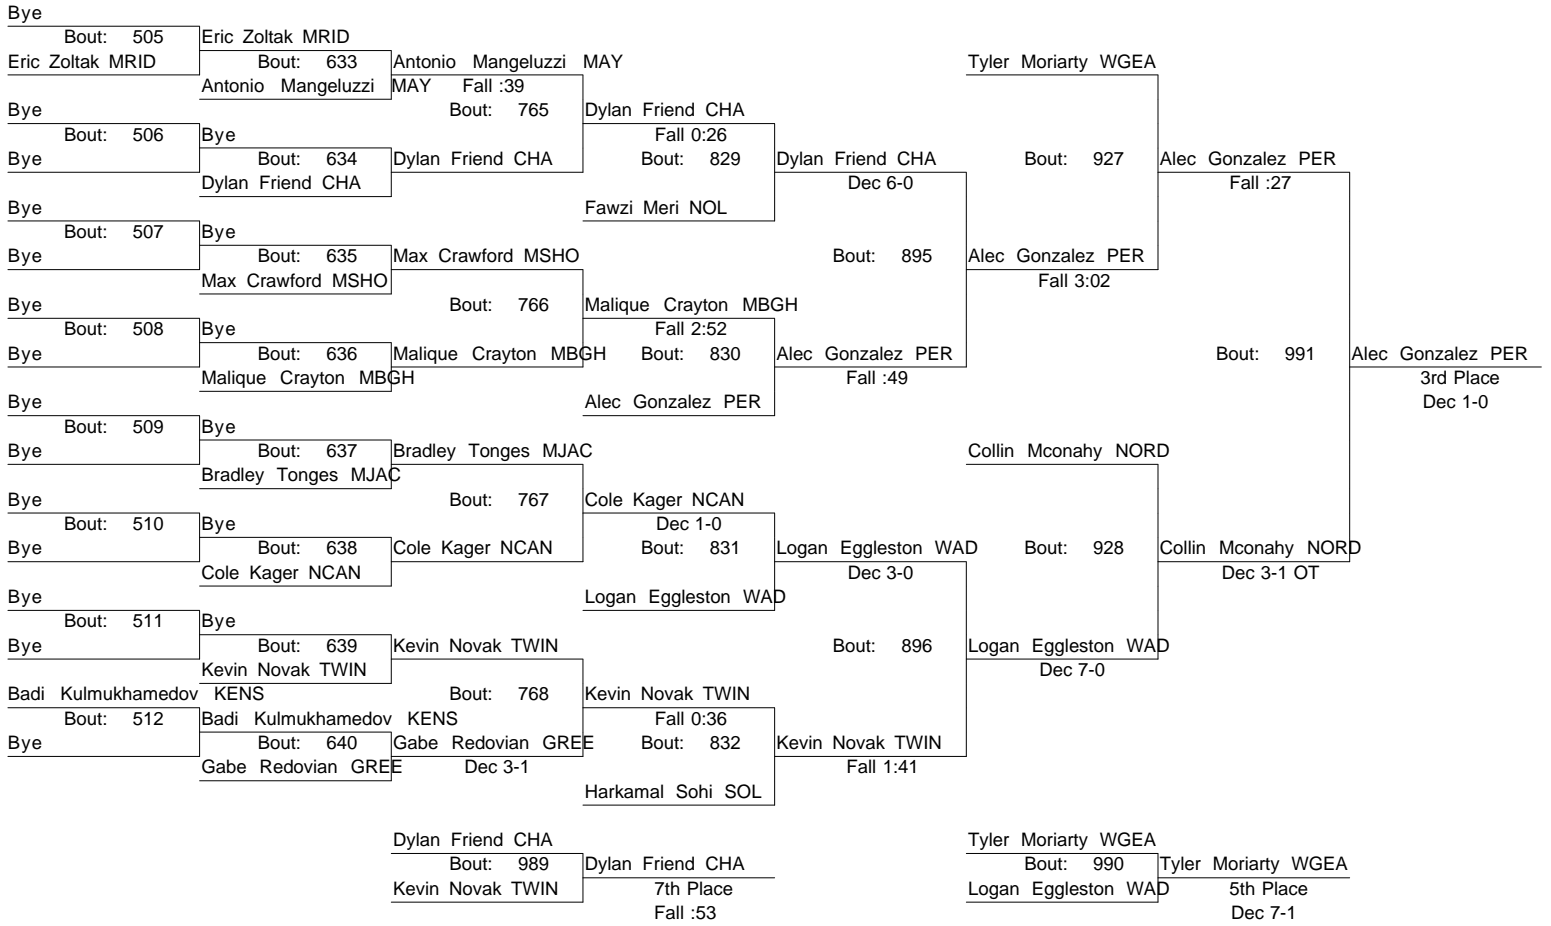 Bye
Bout: 505 Eric Zoltak MRID
Eric Zoltak MRID Bout: 633 Antonio Mangeluzzi MAY Tyler Moriarty WGEA
Antonio Mangeluzzi MAY Fall :39
Bye Bout: 765 Dylan Friend CHA
Bout: 506 Bye Fall 0:26
Bye Bout: 634 Dylan Friend CHA Bout: 829 Dylan Friend CHA Bout: 927 Alec Gonzalez PER
Dylan Friend CHA Dec 6-0 Fall :27
Bye Fawzi Meri NOL
Bout: 507 Bye
Bye Bout: 635 Max Crawford MSHO Bout: 895 Alec Gonzalez PER
Max Crawford MSHO Fall 3:02
Bye Bout: 766 Malique Crayton MBGH
Bout: 508 Bye Fall 2:52
Bye Bout: 636 Malique Crayton MBGH Bout: 830 Alec Gonzalez PER Bout: 991 Alec Gonzalez PER
Malique Crayton MBGH Fall :49 3rd Place
Bye Alec Gonzalez PER Dec 1-0
Bout: 509 Bye
Bye Bout: 637 Bradley Tonges MJAC Collin Mconahy NORD
Bradley Tonges MJAC
Bye Bout: 767 Cole Kager NCAN
Bout: 510 Bye Dec 1-0
Bye Bout: 638 Cole Kager NCAN Bout: 831 Logan Eggleston WAD Bout: 928 Collin Mconahy NORD
Cole Kager NCAN Dec 3-0 Dec 3-1 OT
Bye Logan Eggleston WAD
Bout: 511 Bye
Bye Bout: 639 Kevin Novak TWIN Bout: 896 Logan Eggleston WAD
Kevin Novak TWIN Dec 7-0
Badi Kulmukhamedov KENS Bout: 768 Kevin Novak TWIN
Bout: 512 Badi Kulmukhamedov KENS Fall 0:36
Bye Bout: 640 Gabe Redovian GREE Bout: 832 Kevin Novak TWIN
Gabe Redovian GREE Dec 3-1 Fall 1:41
Harkamal Sohi SOL
Dylan Friend CHA Tyler Moriarty WGEA
Bout: 989 Dylan Friend CHA Bout: 990 Tyler Moriarty WGEA
Kevin Novak TWIN 7th Place Logan Eggleston WAD 5th Place
Fall :53 Dec 7-1